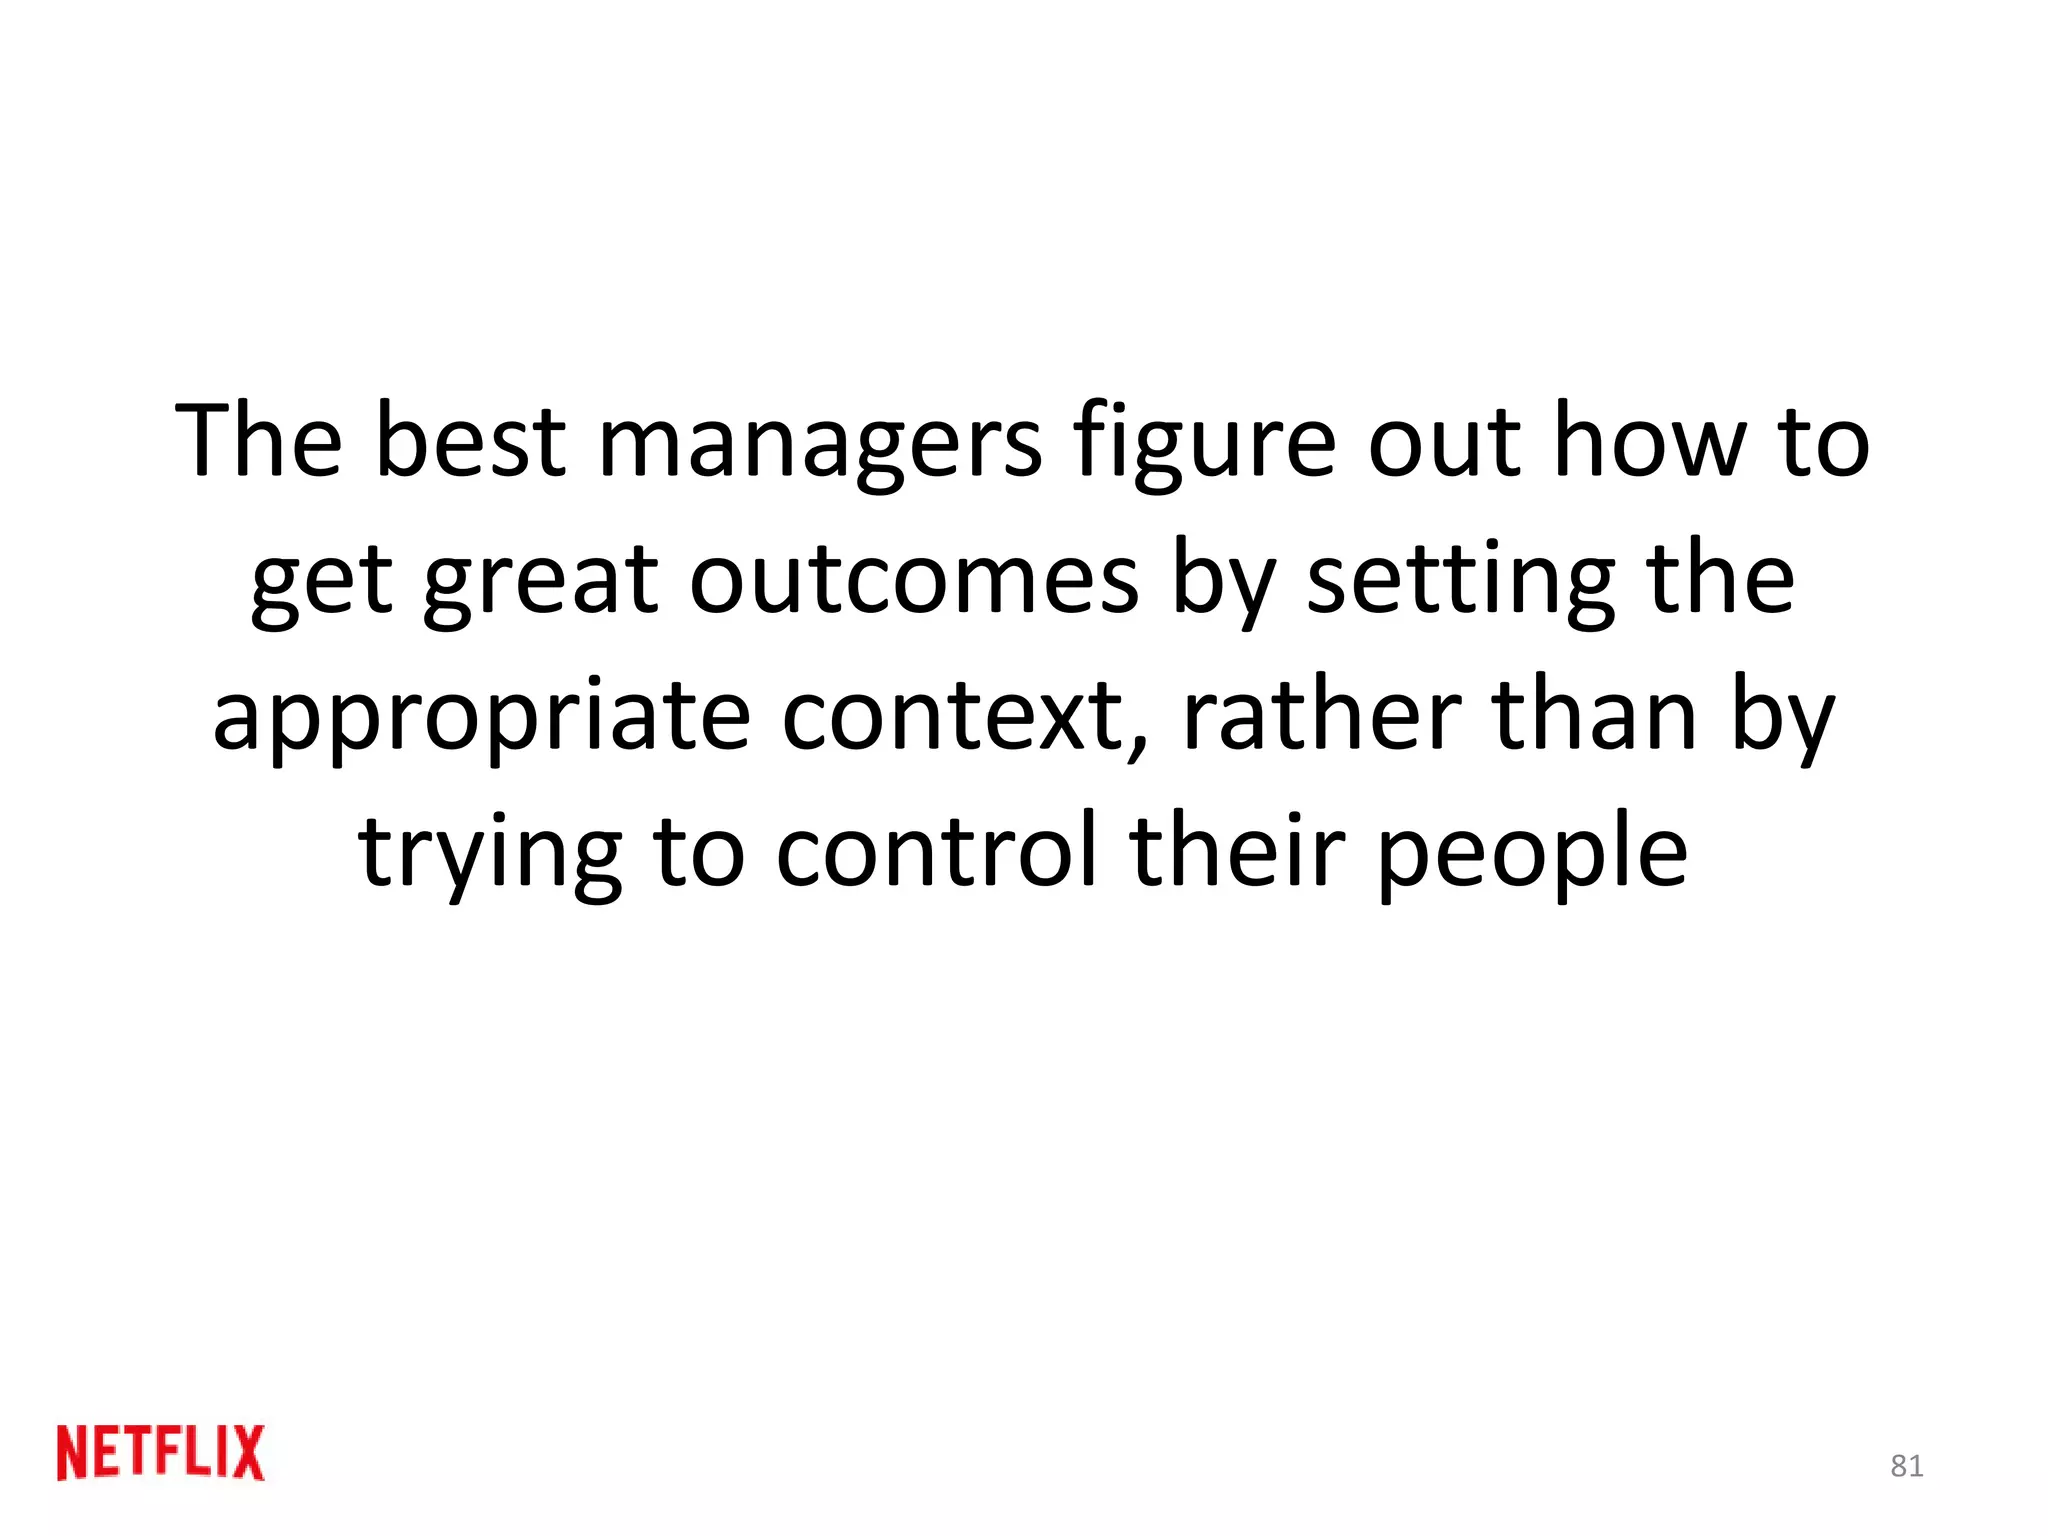 The best managers figure out how to
get great outcomes by setting the
appropriate context, rather than by
trying to control their people
NETFLIX
81